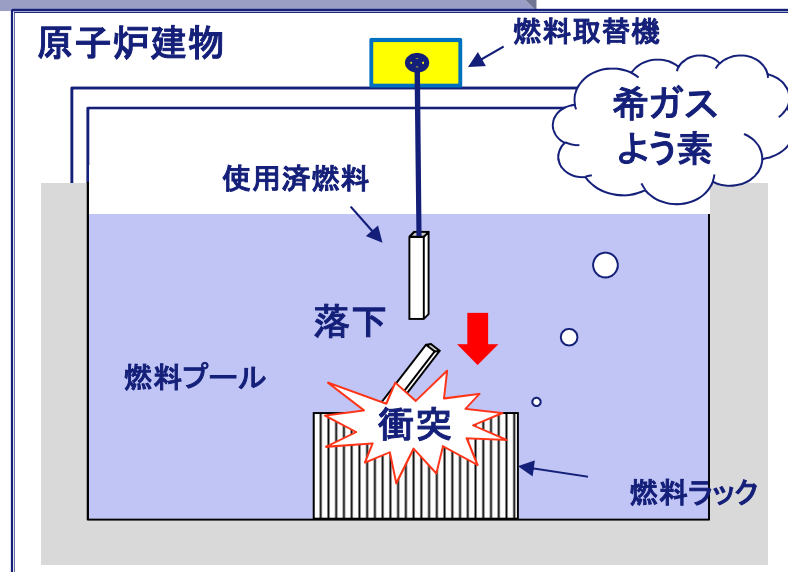 原子炉建物
燃料取替機
希ガス
よう素
使用済燃料
落下
燃料プール
衝突
燃料ラック